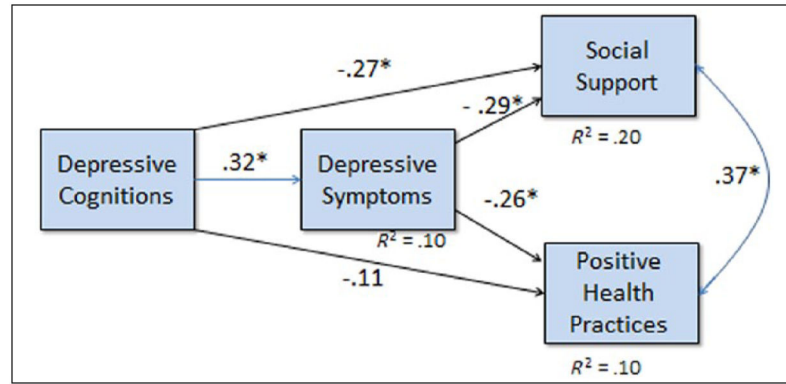 Social
Support
-.27*
- .29*
R² = .20
Depressive
Cognitions
.32*
Depressive
Symptoms
.37*
-.26*
R² = .10
-.11
Positive
Health
Practices
R² = .10